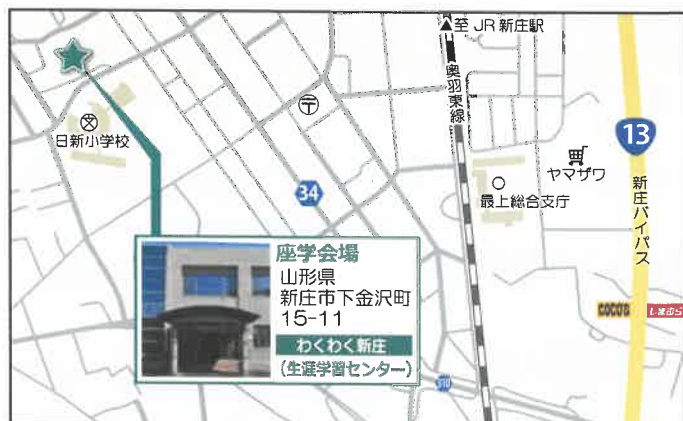 ▲至 JR 新庄駅
奥羽東線
日新小学校
34
13
新庄バイパス
ヤマザワ
最上総合支庁
座学会場
山形県
新庄市下金沢町
15-11
わくわく新庄
(生涯学習センター)
COCO'S
しまむら
310